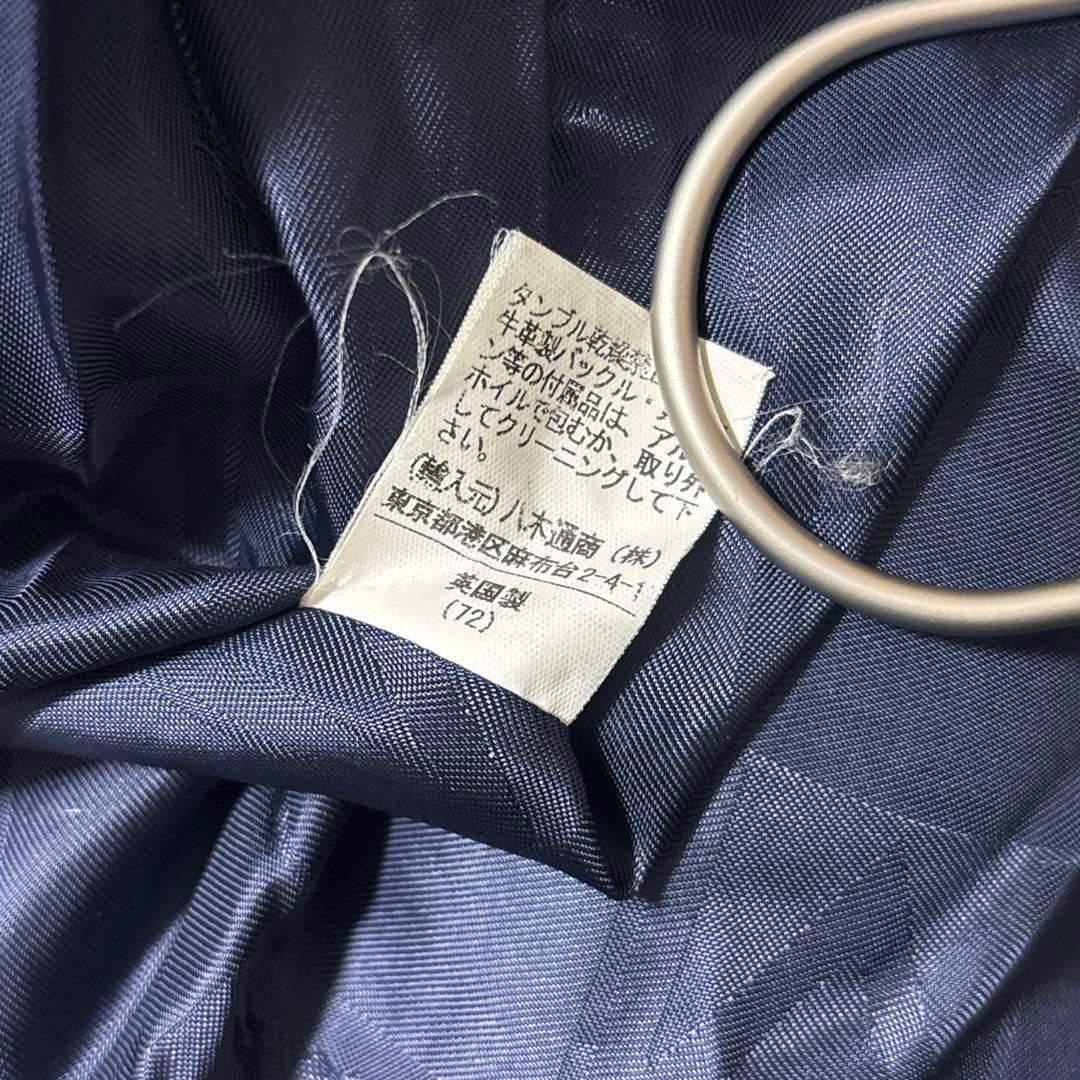 タンブル乾燥禁止
牛革製バックル・
ン等の付属品は、アル
ホイルで包むか、取り外
してクリーニングして下
さい。
(輸入元)八木通商(株)
東京都港区麻布台2-4-1
英国製
(72)